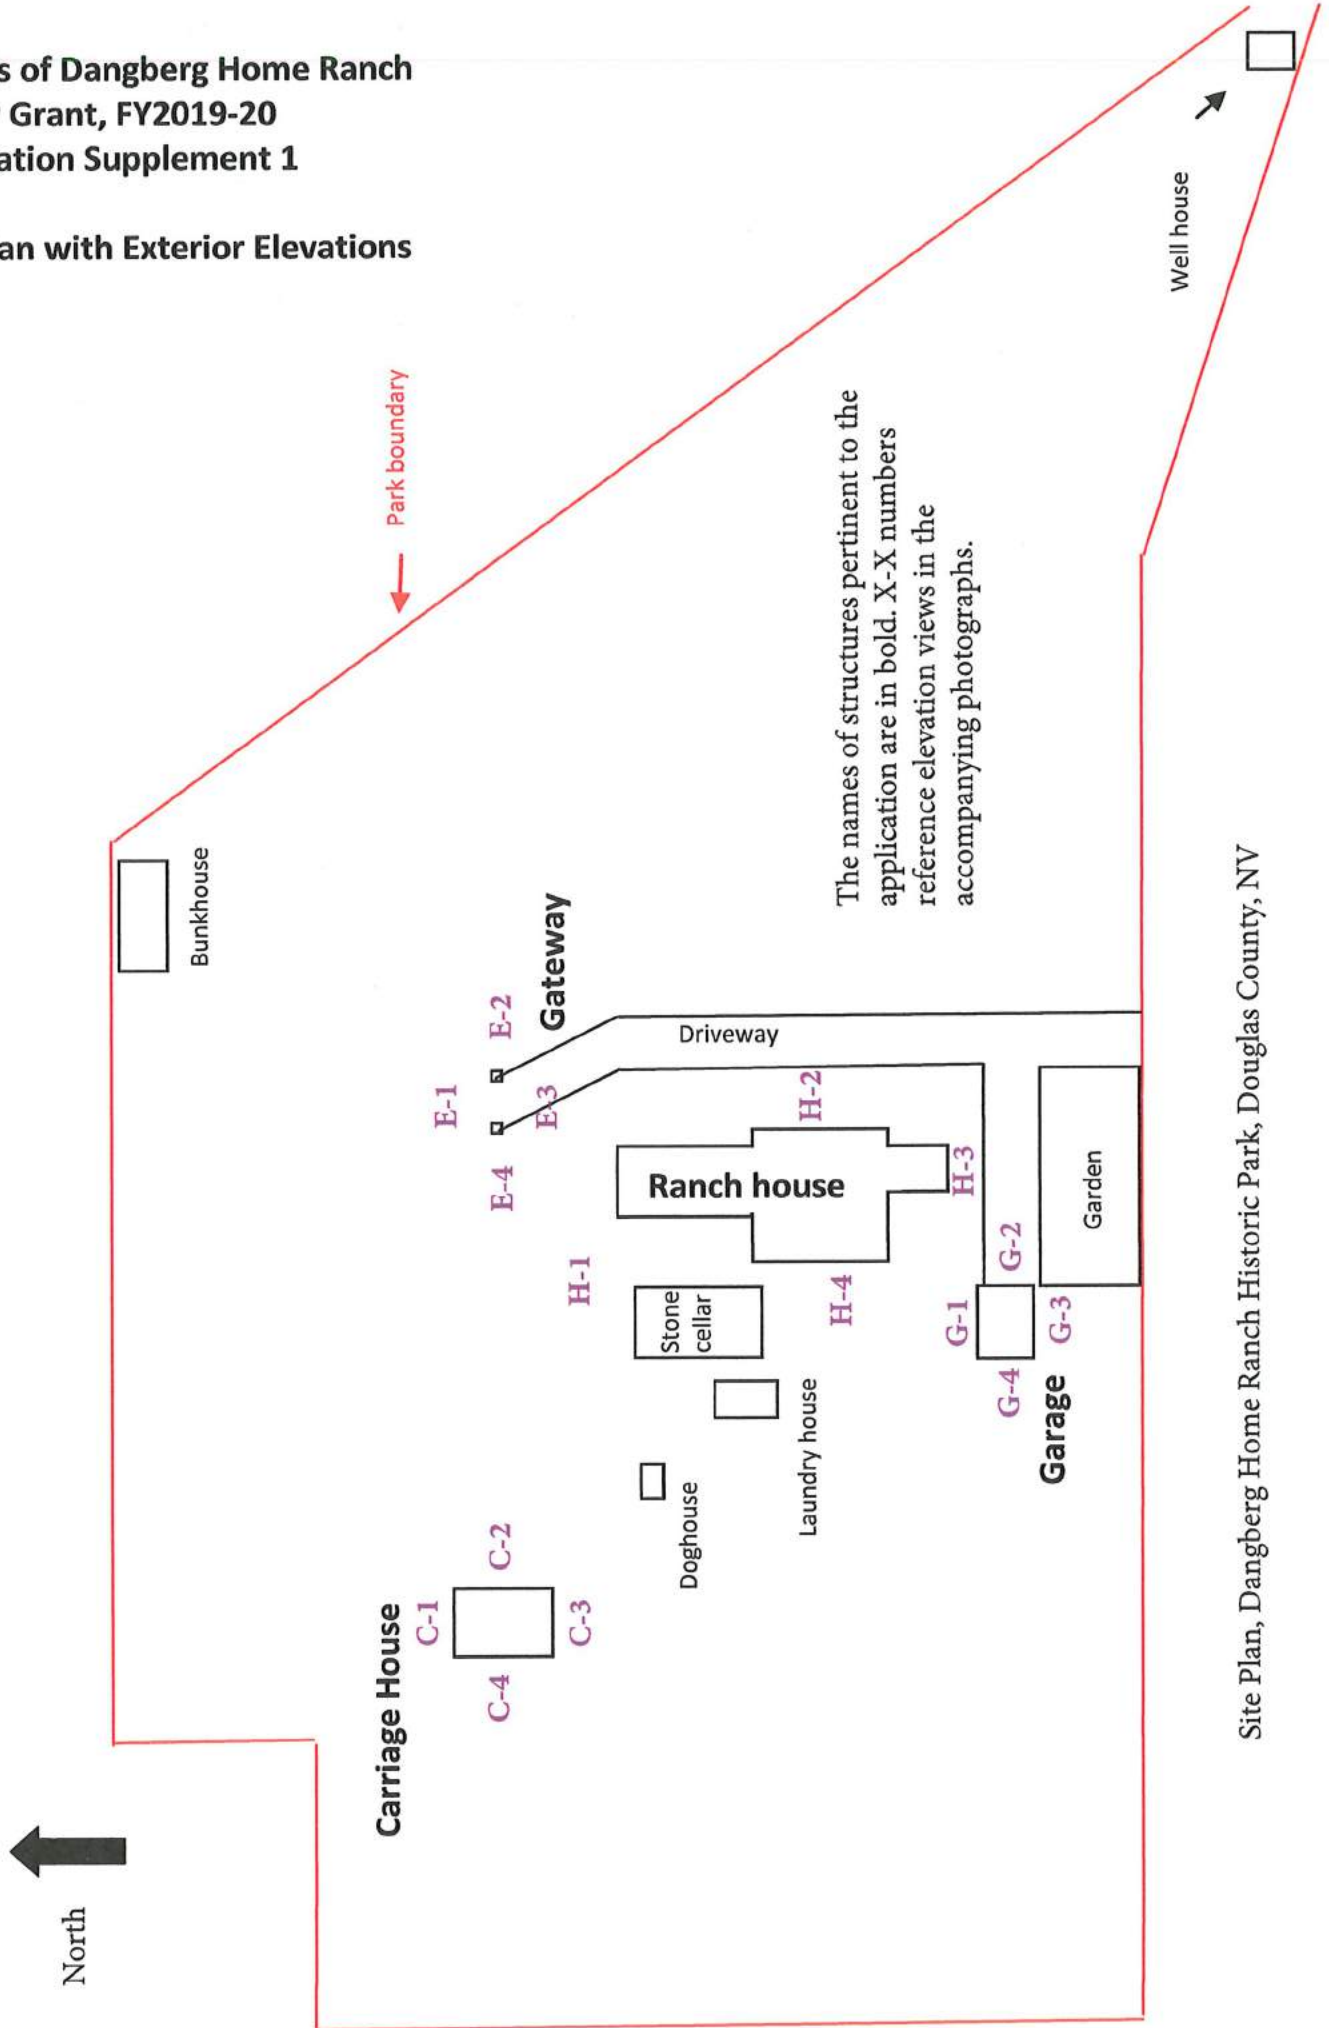 s of Dangberg Home Ranch
Grant, FY2019-20
ation Supplement 1
an with Exterior Elevations
North
Park boundary
Well house
Bunkhouse
Carriage House
C-1
C-2
C-3
C-4
E-1
E-2
E-3
E-4
Gateway
Driveway
H-1
H-2
H-3
H-4
Ranch house
Stone
cellar
Doghouse
Laundry house
G-1
G-2
G-3
G-4
Garage
Garden
The names of structures pertinent to the
application are in bold. X-X numbers
reference elevation views in the
accompanying photographs.
Site Plan, Dangberg Home Ranch Historic Park, Douglas County, NV